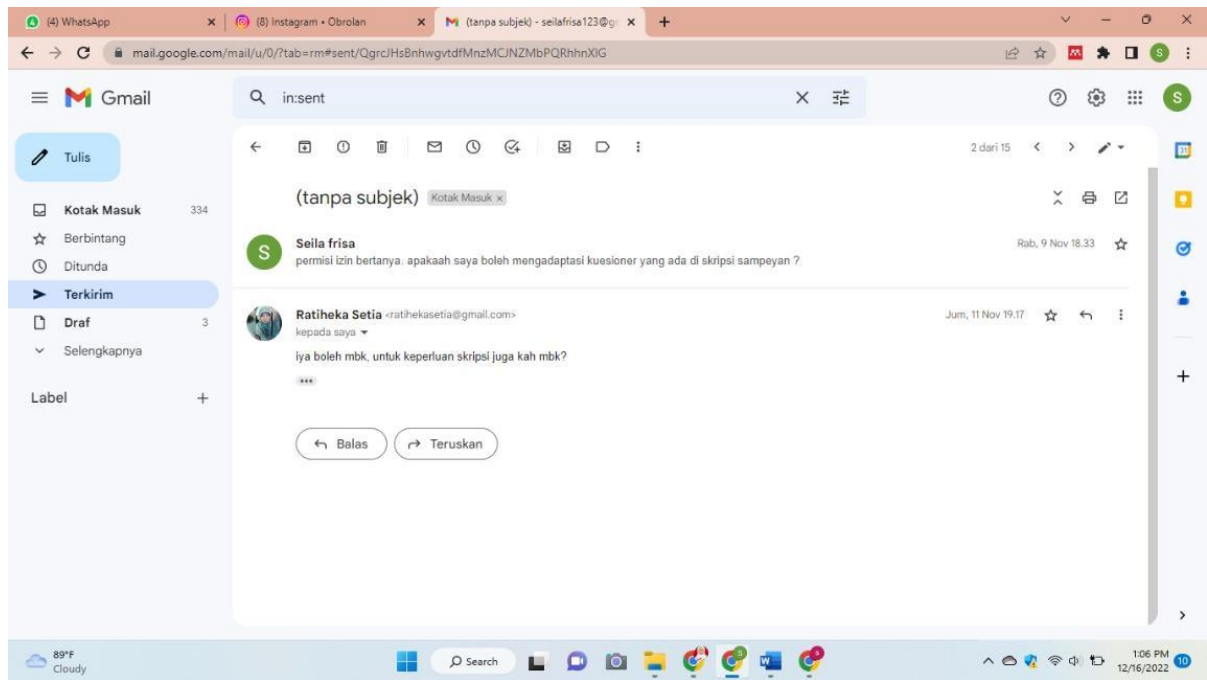 (4) WhatsApp
(8) Instagram • Obrolan
(tanpa subjek) - seilafrisa123@g
mail.google.com/mail/u/0/?tab=rm#sent/QgrcJHsBnhwgvtdfMnzMCJNZMbPQRhhnXlG
S
Gmail
in:sent
S
Tulis
2 dari 15
31
(tanpa subjek) Kotak Masuk x
Kotak Masuk 334
Berbintang
Ditunda
Terkirim
Draf 3
Selengkapnya
Label
S
Seila frisa
Rab, 9 Nov 18.33
permisi izin bertanya. apakaah saya boleh mengadaptasi kuesioner yang ada di skripsi sampeyan ?
Ratiheka Setia <ratihekasetia@gmail.com>
Jum, 11 Nov 19.17
kepada saya
iya boleh mbk, untuk keperluan skripsi juga kah mbk?
Balas
Teruskan
89°F
Cloudy
Search
1:06 PM
12/16/2022
10